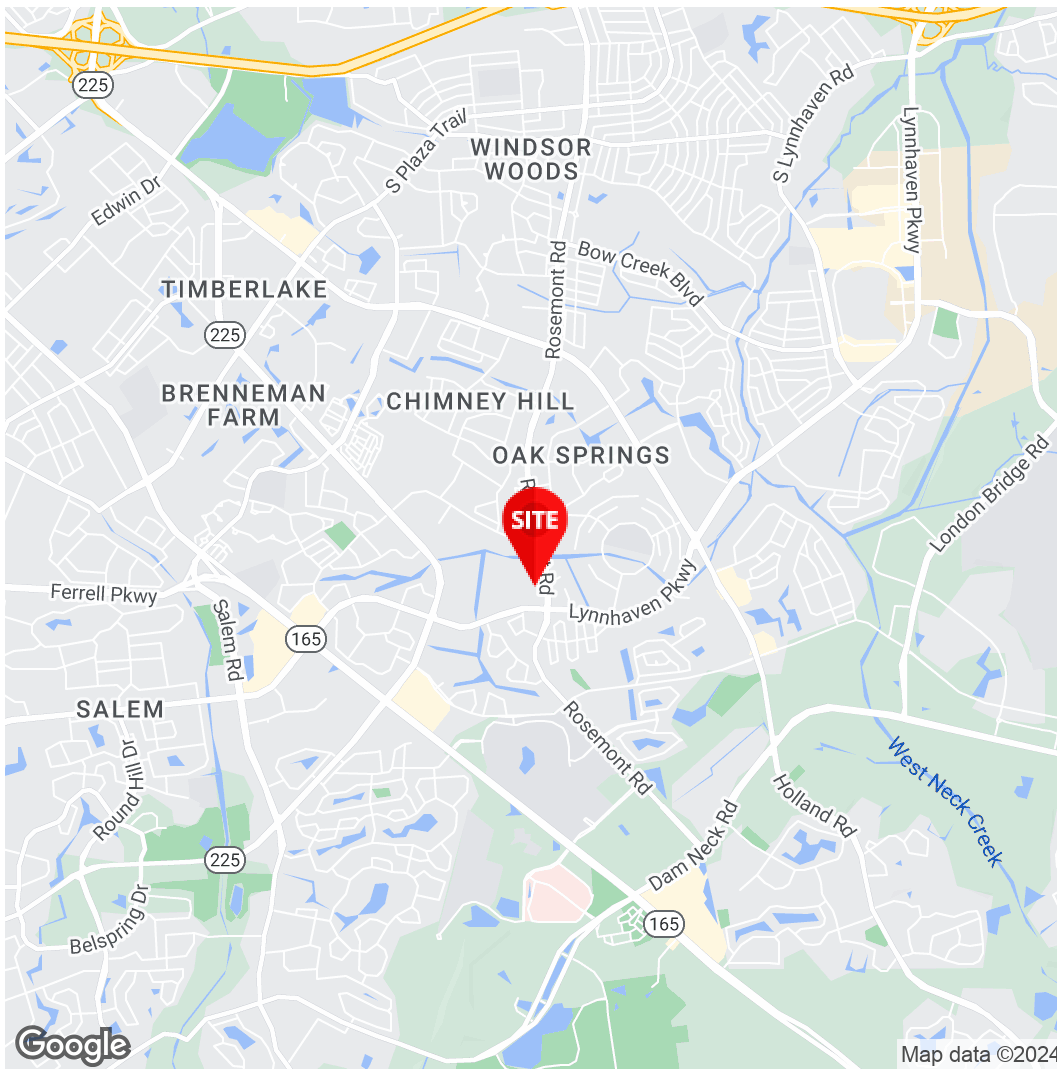 225
S Plaza Trail
WINDSOR
WOODS
S Lynnhaven Rd
Lynnhaven Pkwy
Edwin Dr
Rosemont Rd
Bow Creek Blvd
TIMBERLAKE
225
BRENNEMAN
FARM
CHIMNEY HILL
OAK SPRINGS
London Bridge Rd
SITE
Rd
Ferrell Pkwy
Salem Rd
Lynnhaven Pkwy
165
SALEM
Round Hill Dr
Rosemont Rd
West Neck Creek
Holland Rd
Dam Neck Rd
225
Belspring Dr
165
Google
Map data ©2024